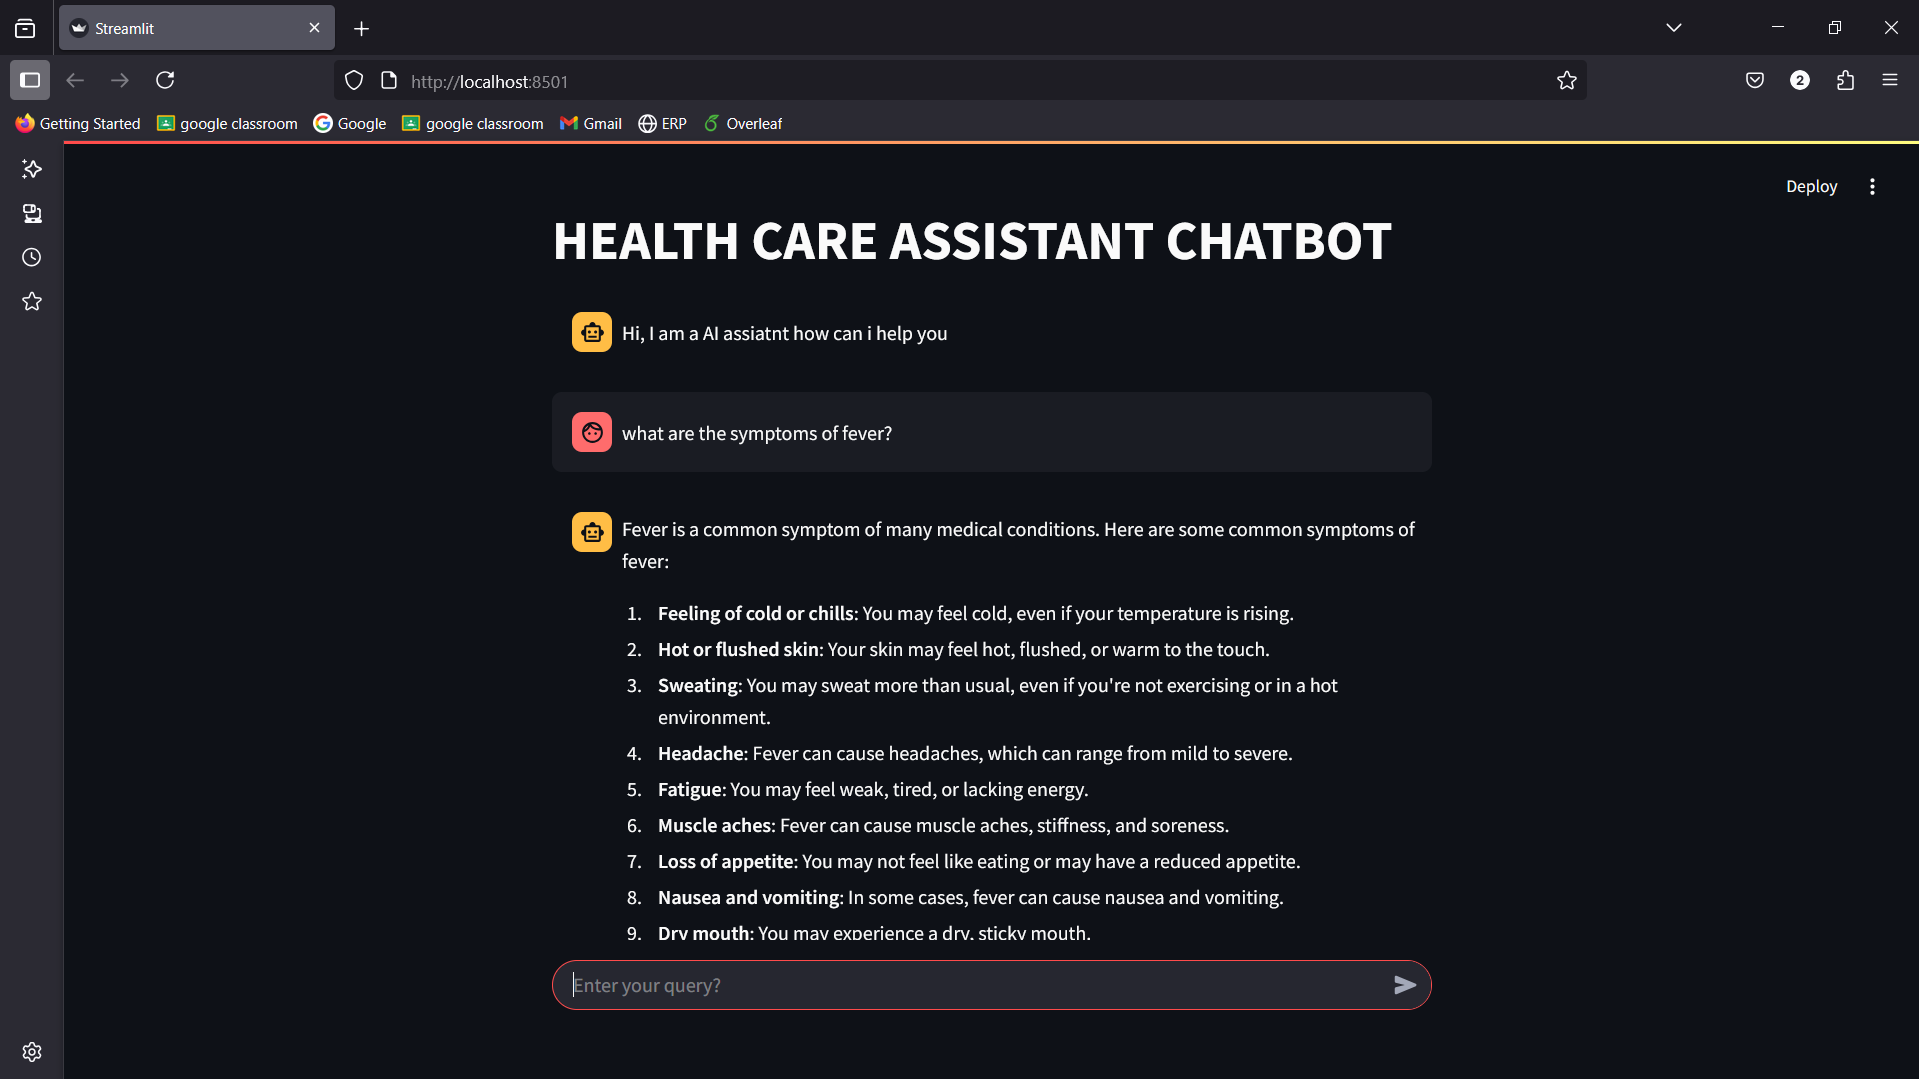 Streamlit
http://localhost:8501
2
Getting Started google classroom Google google classroom Gmail ERP Overleaf
Deploy
HEALTH CARE ASSISTANT CHATBOT
Hi, I am a AI assiatnt how can i help you
what are the symptoms of fever?
Fever is a common symptom of many medical conditions. Here are some common symptoms of
fever:
1. Feeling of cold or chills: You may feel cold, even if your temperature is rising.
2. Hot or flushed skin: Your skin may feel hot, flushed, or warm to the touch.
3. Sweating: You may sweat more than usual, even if you're not exercising or in a hot
environment.
4. Headache: Fever can cause headaches, which can range from mild to severe.
5. Fatigue: You may feel weak, tired, or lacking energy.
6. Muscle aches: Fever can cause muscle aches, stiffness, and soreness.
7. Loss of appetite: You may not feel like eating or may have a reduced appetite.
8. Nausea and vomiting: In some cases, fever can cause nausea and vomiting.
9. Dry mouth: You may experience a dry, sticky mouth.
Enter your query?